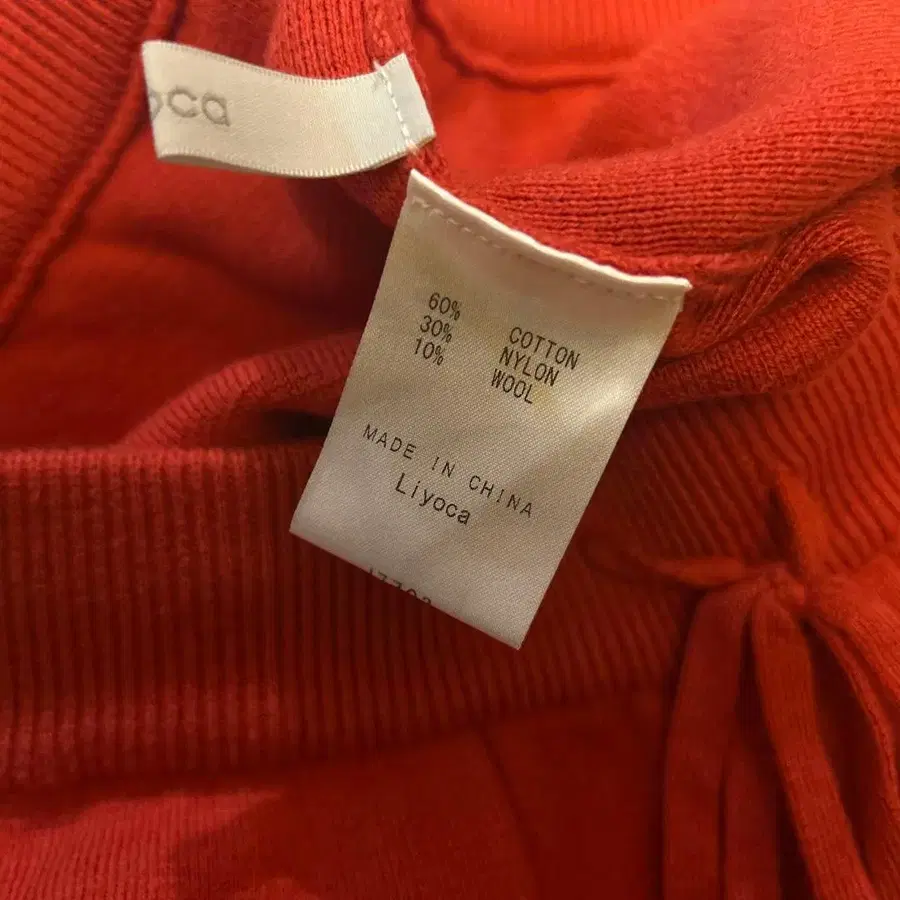 oca
60% COTTON
30% NYLON
10% WOOL
MADE IN CHINA
Liyoca